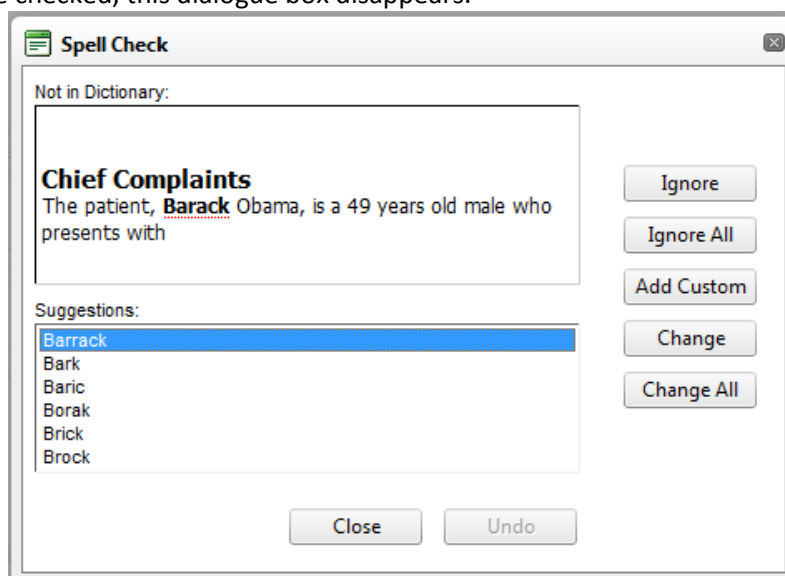 e checked, this dialogue box disappears.
Spell Check
Not in Dictionary:
Chief Complaints
The patient, Barack Obama, is a 49 years old male who
presents with
Ignore
Ignore All
Add Custom
Change
Change All
Suggestions:
Barrack
Bark
Baric
Borak
Brick
Brock
Close
Undo